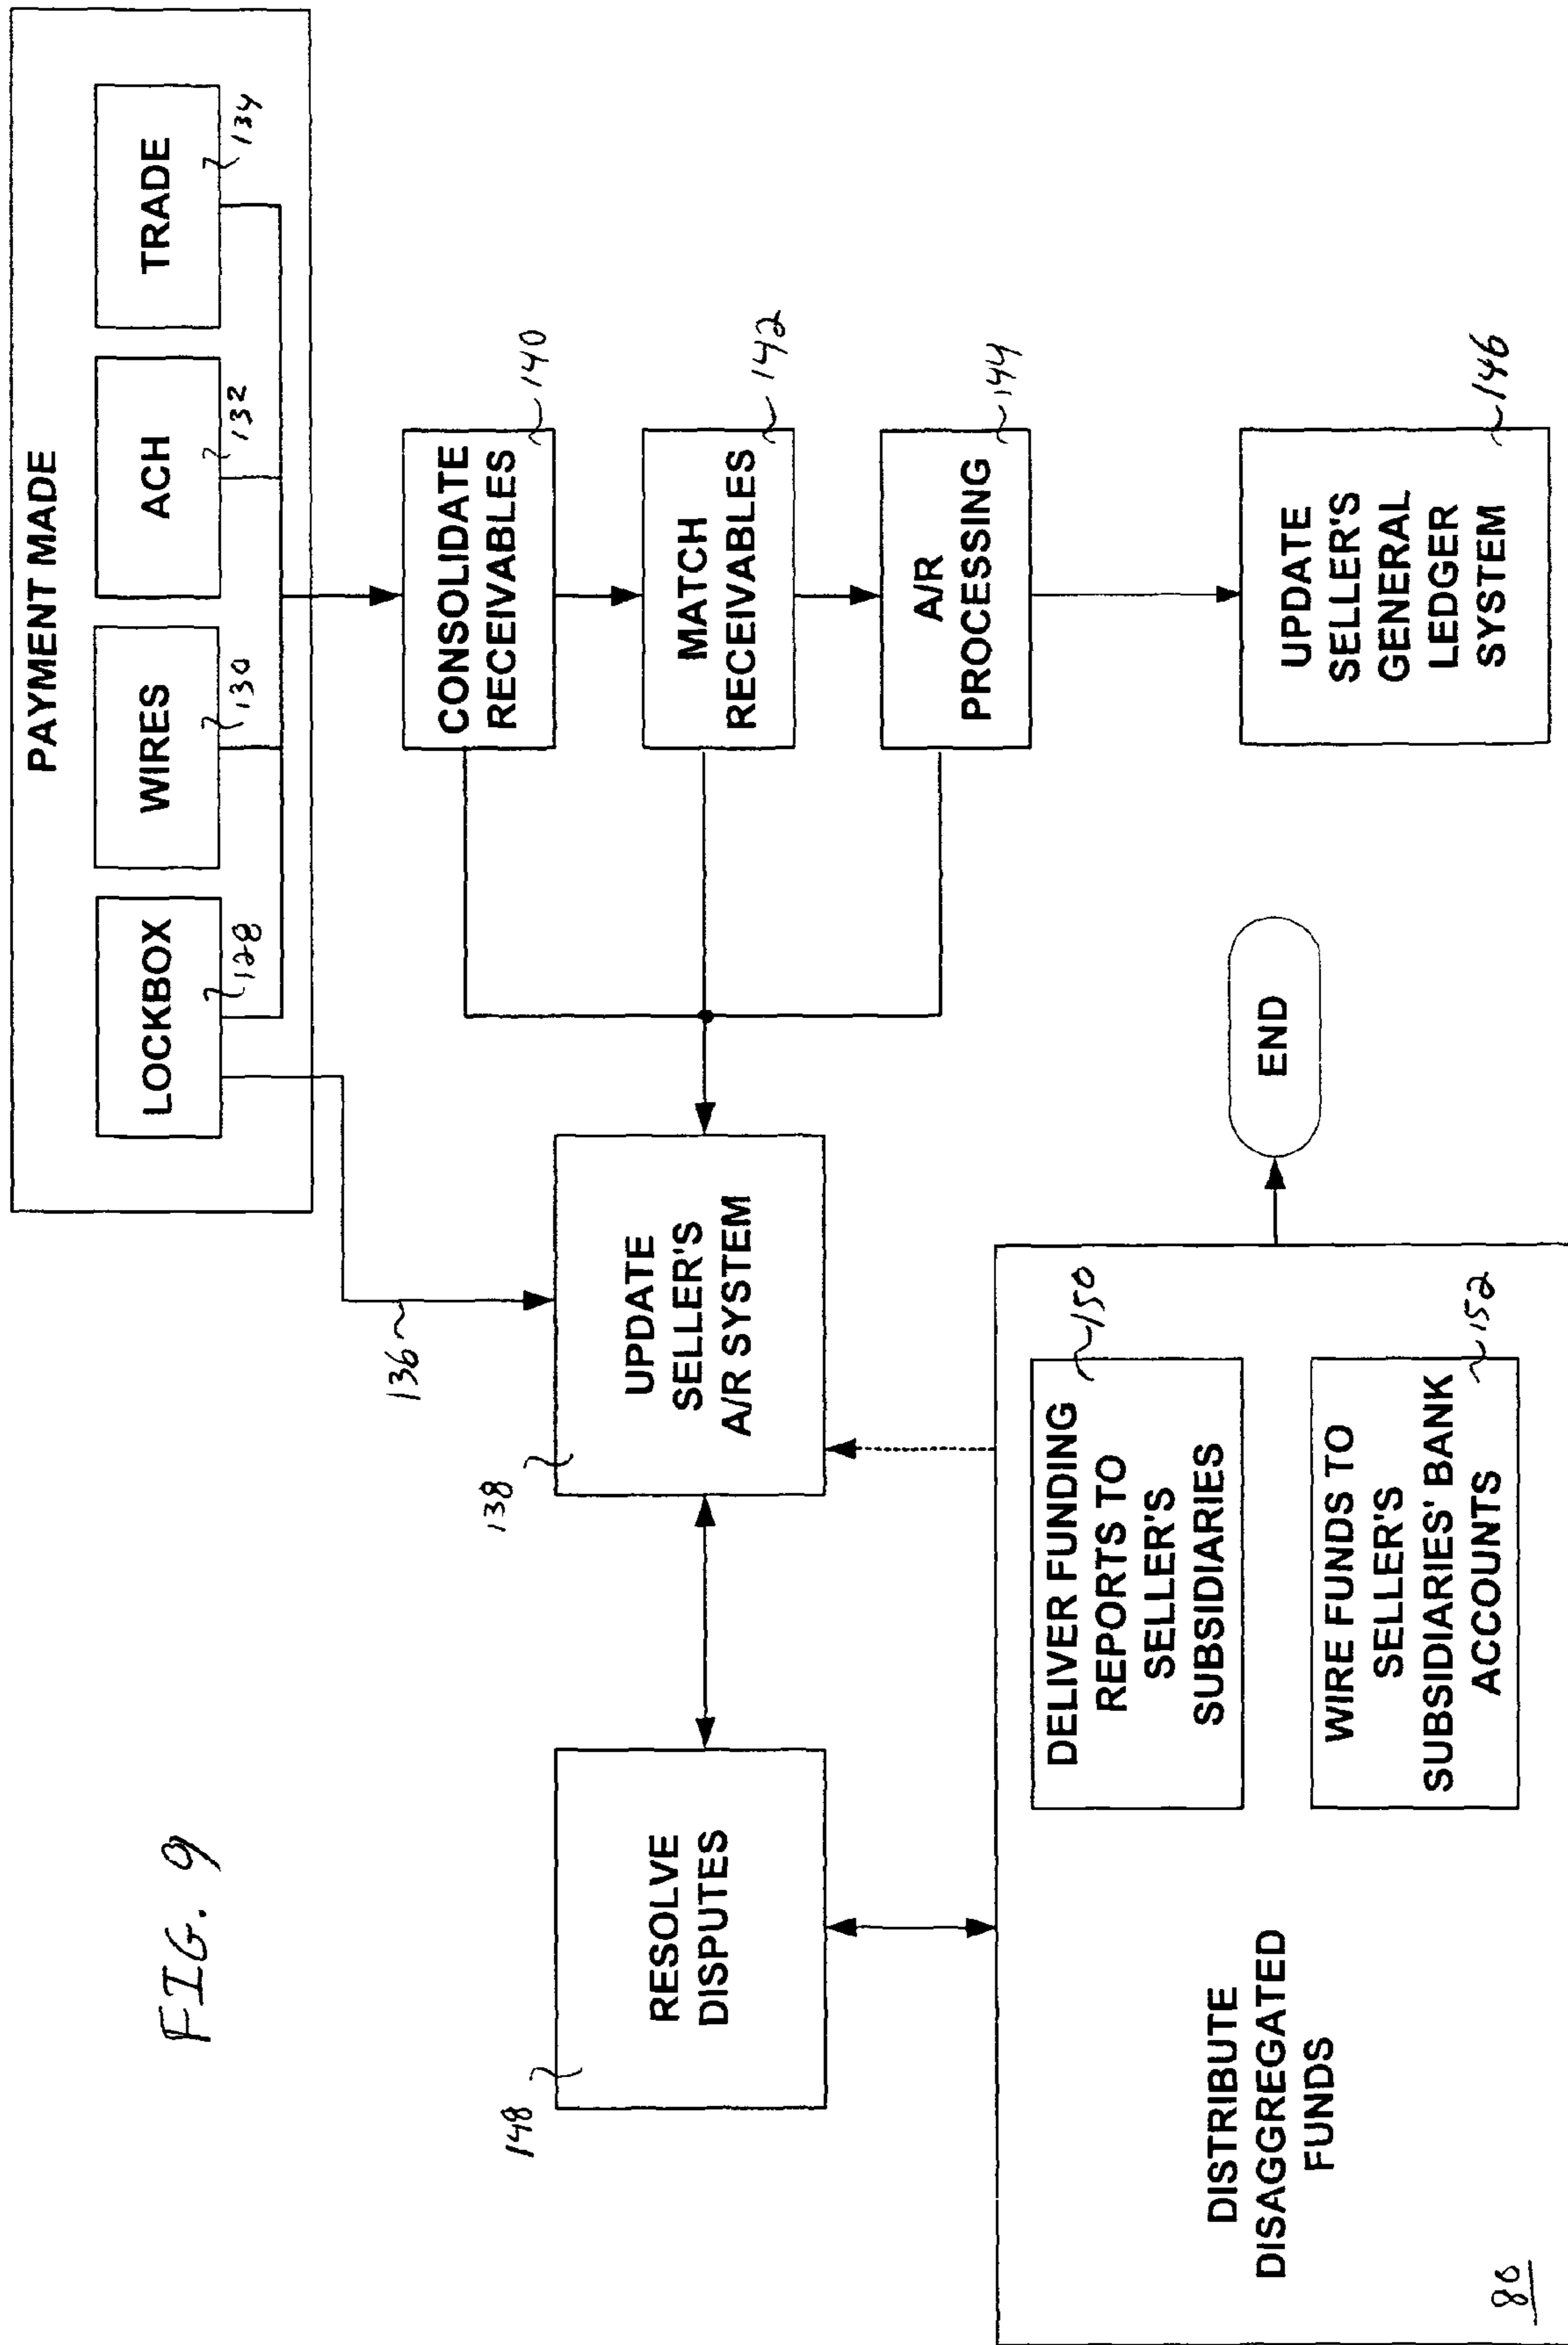 PAYMENT MADE
LOCKBOX
128
WIRES
130
ACH
132
TRADE
134
136
CONSOLIDATE
RECEIVABLES
140
MATCH
RECEIVABLES
142
A/R
PROCESSING
144
UPDATE
SELLER'S
GENERAL
LEDGER
SYSTEM
146
138
UPDATE
SELLER'S
A/R SYSTEM
148
RESOLVE
DISPUTES
DISTRIBUTE
DISAGGREGATED
FUNDS
DELIVER FUNDING
REPORTS TO
SELLER'S
SUBSIDIARIES
150
WIRE FUNDS TO
SELLER'S
SUBSIDIARIES' BANK
ACCOUNTS
152
END
80
FIG. 9